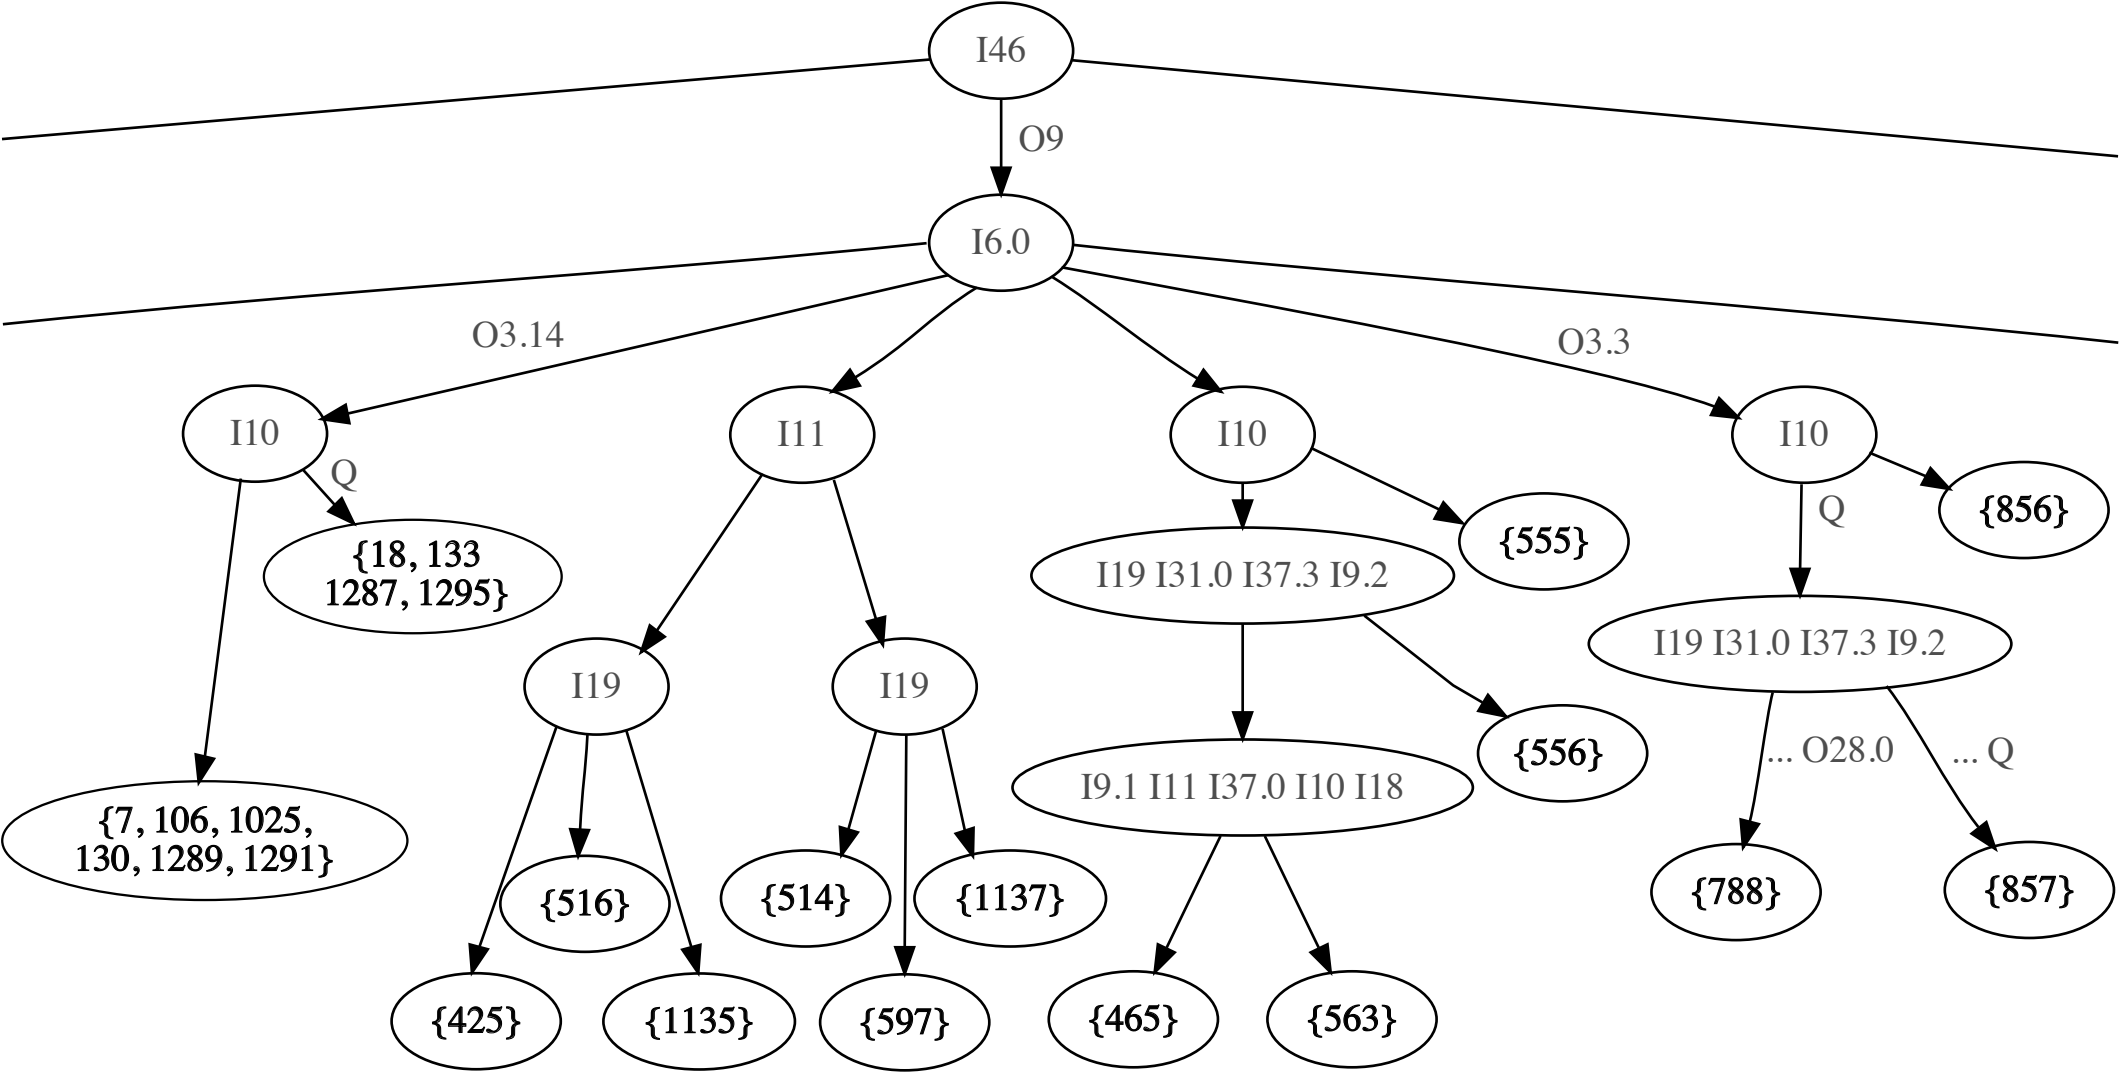 I46
O9
I6.0
O3.14
O3.3
I10
I11
I10
I10
Q
{18, 133
1287, 1295}
{555}
Q
{856}
I19 I31.0 I37.3 I9.2
I19 I31.0 I37.3 I9.2
I19
I19
{556}
... O28.0
... Q
I9.1 I11 I37.0 I10 I18
{7, 106, 1025,
130, 1289, 1291}
{516}
{514}
{1137}
{788}
{857}
{425}
{1135}
{597}
{465}
{563}